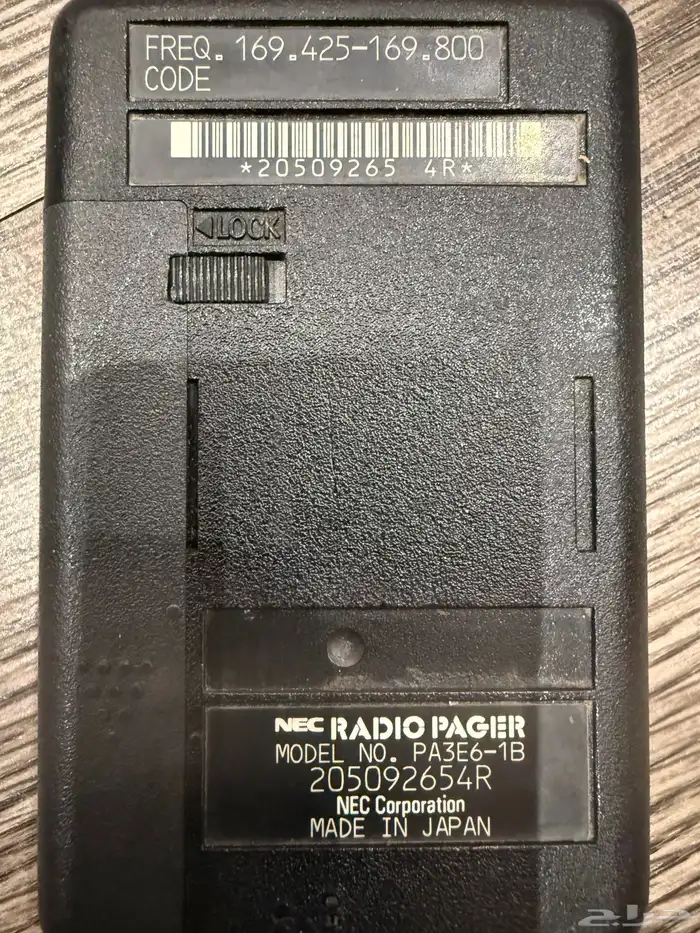 FREQ. 169.425-169.800
CODE
*20509265 4R*
◁LOCK
NEC RADIO PAGER
MODEL NO. PA3E6-1B
205092654R
NEC Corporation
MADE IN JAPAN
حراج